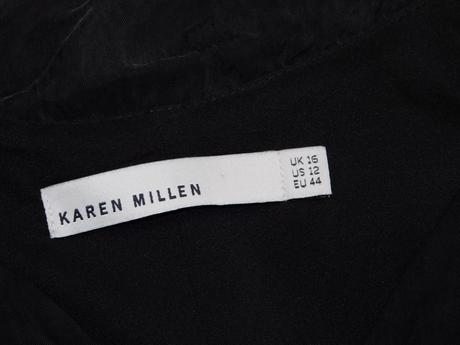 KAREN MILLEN
UK 16
US 12
EU 44